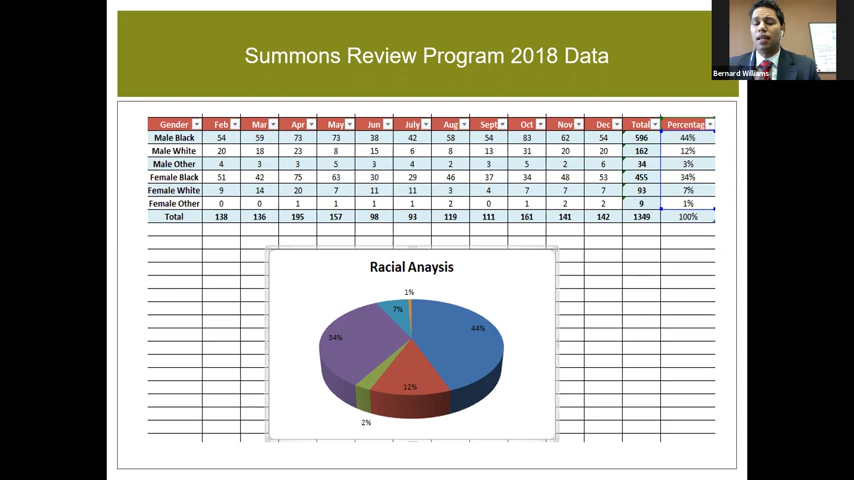 Summons Review Program 2018 Data
Bernard Williams
Gender Feb Mar Apr May Jun July Aug Sept Oct Nov Dec Total Percentag
Male Black 54 59 73 73 38 42 58 54 83 62 54 596 44%
Male White 20 18 23 8 15 6 8 13 31 20 20 162 12%
Male Other 4 3 3 5 3 4 2 3 5 2 6 34 3%
Female Black 51 42 75 63 30 29 46 37 34 48 53 455 34%
Female White 9 14 20 7 11 11 3 4 7 7 7 93 7%
Female Other 0 0 1 1 1 1 2 0 1 2 2 9 1%
Total 138 136 195 157 98 93 119 111 161 141 142 1349 100%
Racial Anaysis
1%
7%
44%
34%
12%
2%